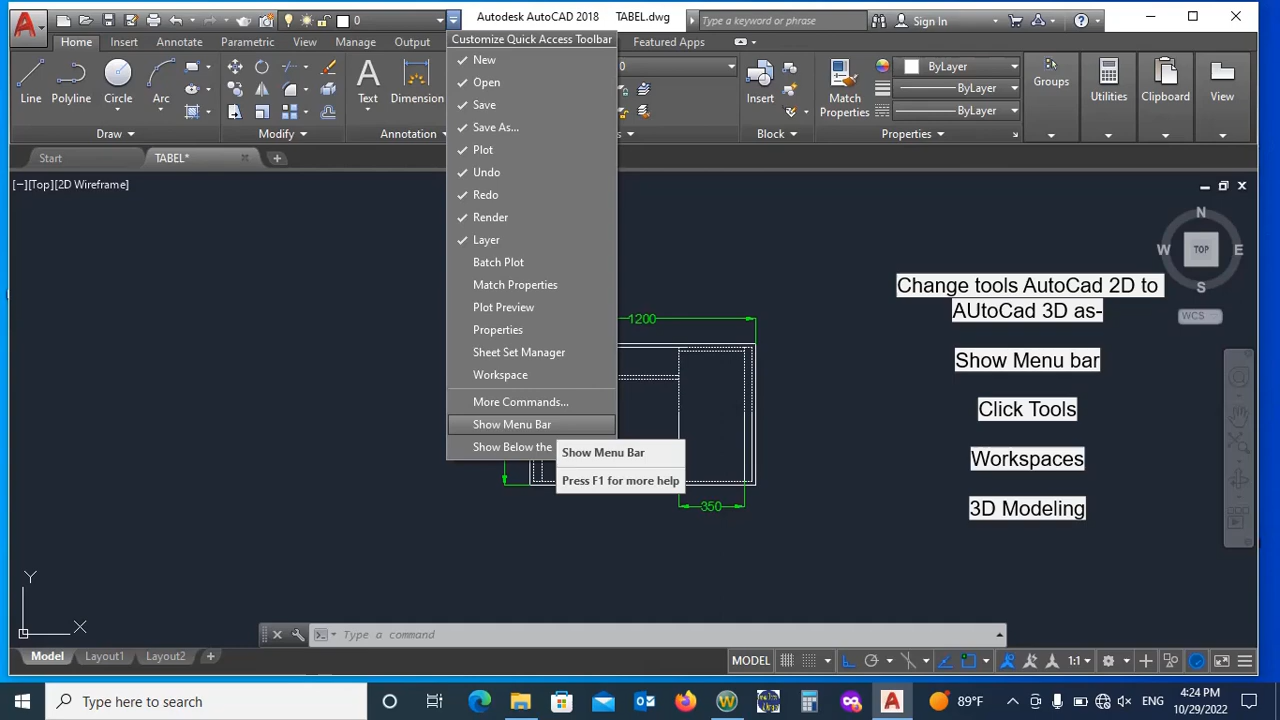 0
Autodesk AutoCAD 2018 TABEL.dwg
Type a keyword or phrase
Sign In
Home Insert Annotate Parametric View Manage Output
Featured Apps
Customize Quick Access Toolbar
New
Open
Save
Save As...
Plot
Undo
Redo
Render
Layer
Batch Plot
Match Properties
Plot Preview
Properties
Sheet Set Manager
Workspace
More Commands...
Show Menu Bar
Show Below the
Show Menu Bar
Press F1 for more help
Line Polyline Circle Arc
Draw
Modify
Text Dimension
Annotation
0
Insert
Block
Match
Properties
ByLayer
ByLayer
ByLayer
Properties
Groups
Utilities
Clipboard
View
Start
TABEL*
[−][Top][2D Wireframe]
N
W TOP E
S
WCS
1200
350
Change tools AutoCad 2D to
AUtoCad 3D as-
Show Menu bar
Click Tools
Workspaces
3D Modeling
Y
X
Type a command
Model Layout1 Layout2
MODEL
1:1
Type here to search
89°F
ENG
4:24 PM
10/29/2022